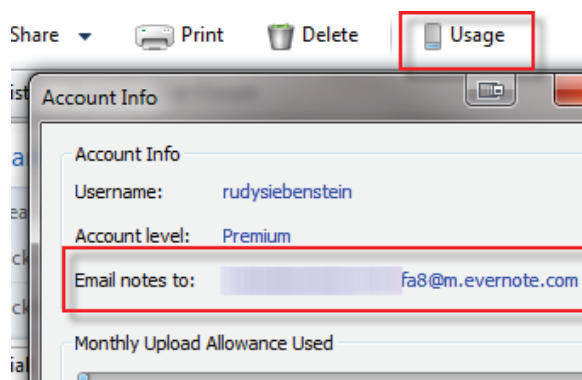 Share Print Delete Usage
Account Info
Account Info
Username: rudysiebenstein
Account level: Premium
Email notes to: fa8@m.evernote.com
Monthly Upload Allowance Used